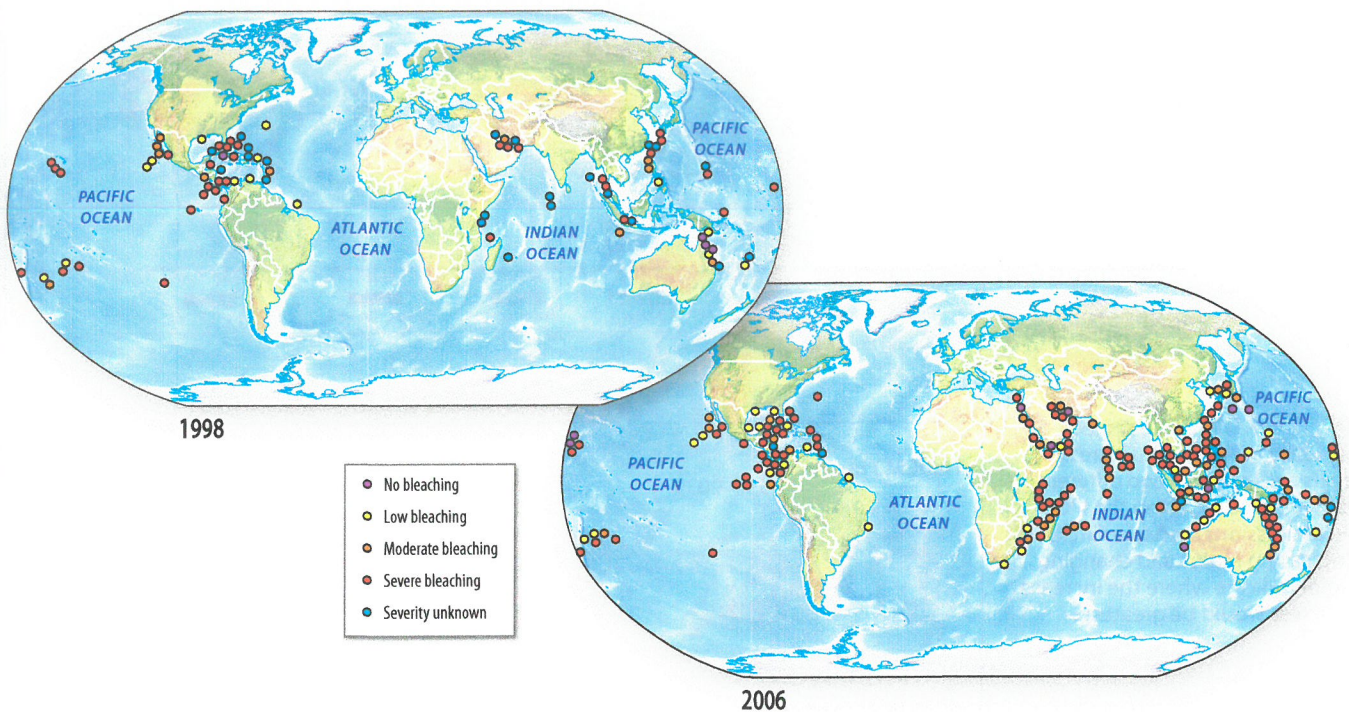 PACIFIC
OCEAN
PACIFIC
OCEAN
ATLANTIC
OCEAN
INDIAN
OCEAN
1998
No bleaching
Low bleaching
Moderate bleaching
Severe bleaching
Severity unknown
PACIFIC
OCEAN
PACIFIC
OCEAN
ATLANTIC
OCEAN
INDIAN
OCEAN
2006